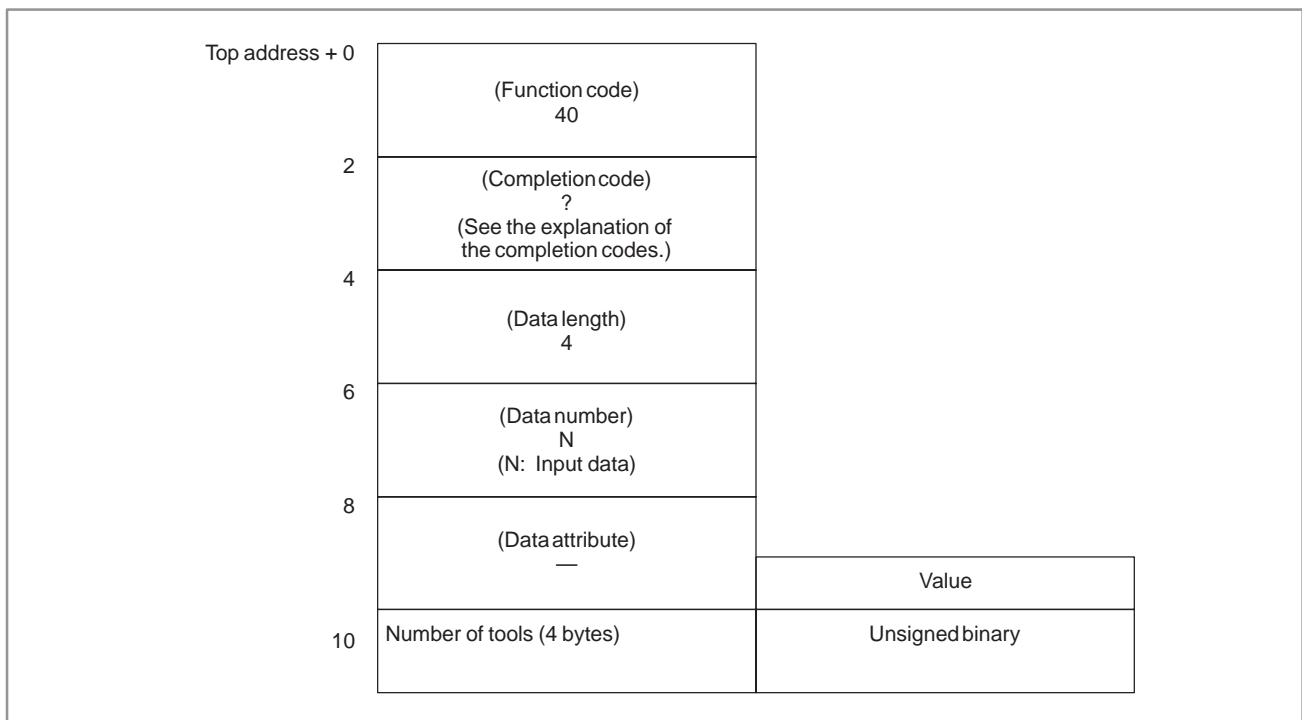 Top address + 0
(Function code)
40
2
(Completion code)
?
(See the explanation of
the completion codes.)
4
(Data length)
4
6
(Data number)
N
(N: Input data)
8
(Data attribute)
—
Value
10
Number of tools (4 bytes)
Unsigned binary